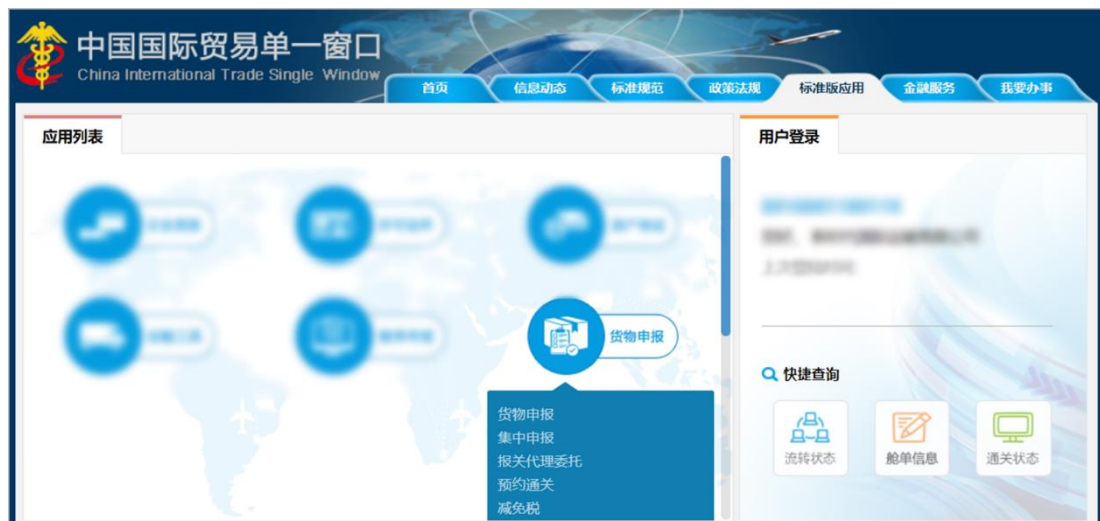 中国国际贸易单一窗口
China International Trade Single Window
首页 信息动态 标准规范 政策法规 标准版应用 金融服务 我要办事
应用列表
用户登录
货物申报
货物申报
集中申报
报关代理委托
预约通关
减免税
快捷查询
流转状态 舱单信息 通关状态